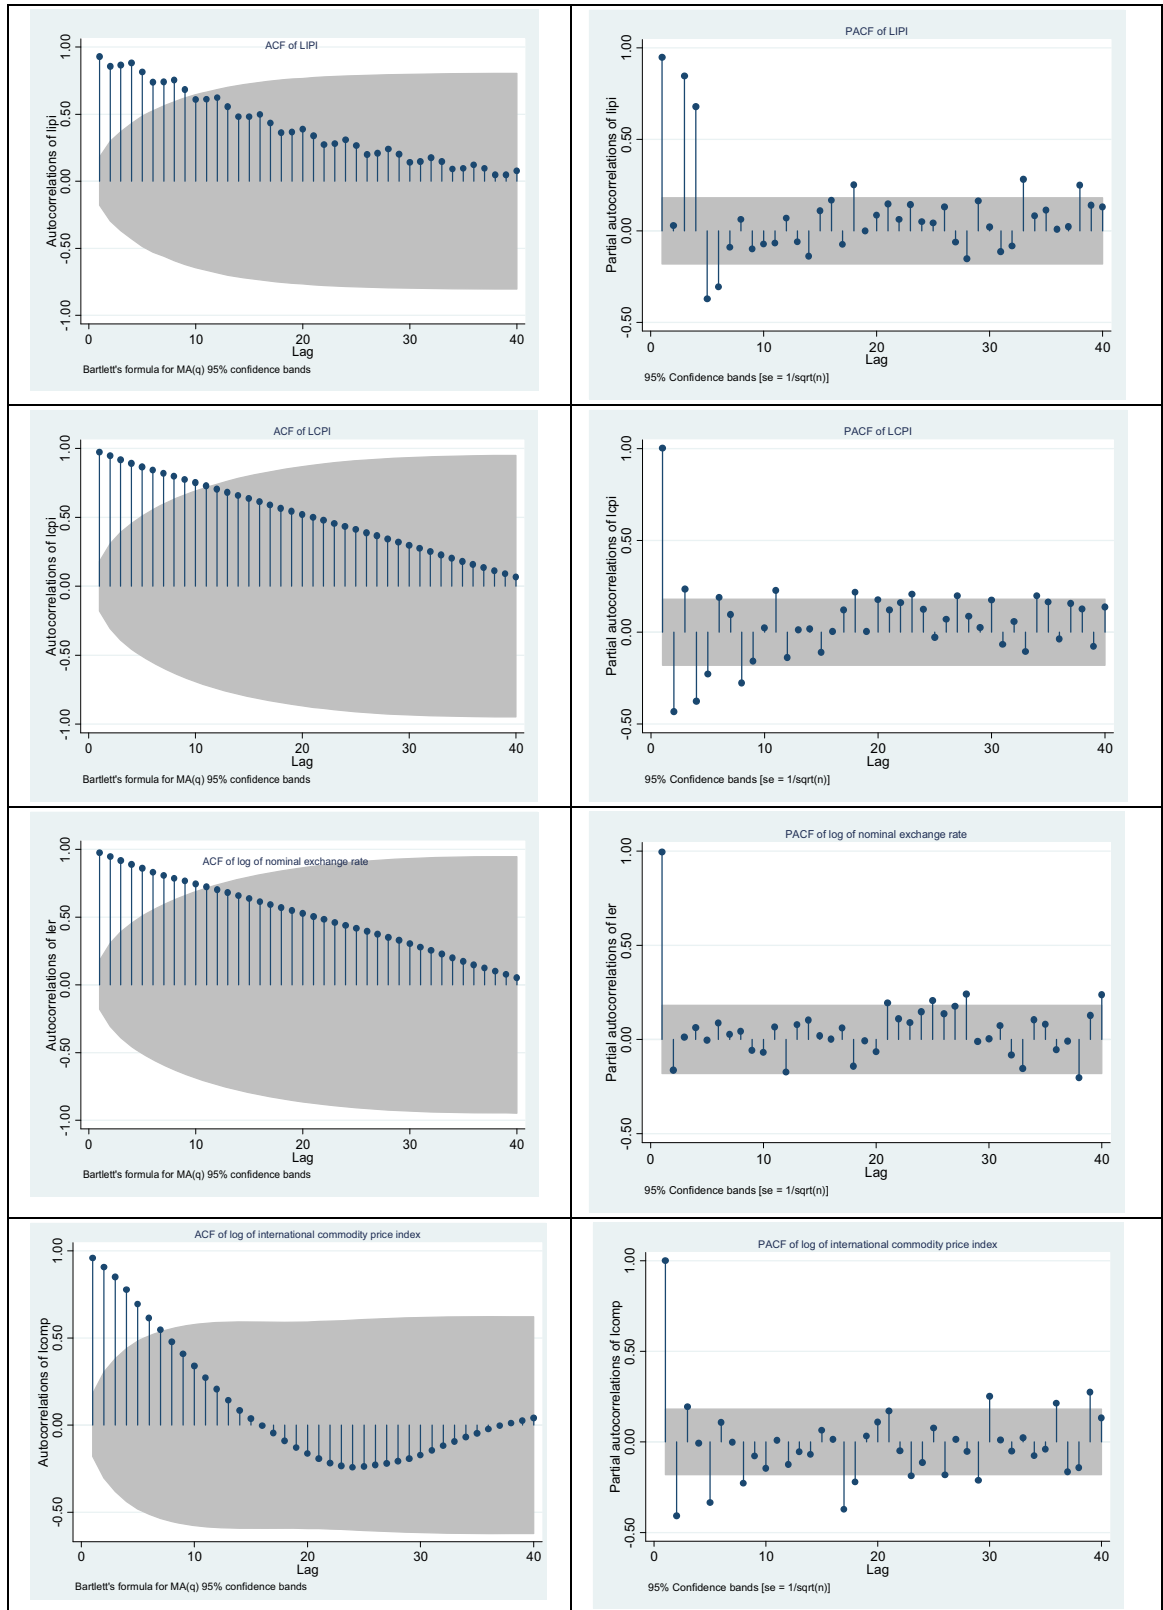 ACF of LIPI
Autocorrelations of lipi
1.00
0.50
0.00
-0.50
-1.00
0 10 20 30 40
Lag
Bartlett's formula for MA(q) 95% confidence bands
PACF of LIPI
Partial autocorrelations of lipi
1.00
0.50
0.00
-0.50
0 10 20 30 40
Lag
95% Confidence bands [se = 1/sqrt(n)]
ACF of LCPI
Autocorrelations of lcpi
1.00
0.50
0.00
-0.50
-1.00
0 10 20 30 40
Lag
Bartlett's formula for MA(q) 95% confidence bands
PACF of LCPI
Partial autocorrelations of lcpi
1.00
0.50
0.00
-0.50
0 10 20 30 40
Lag
95% Confidence bands [se = 1/sqrt(n)]
ACF of log of nominal exchange rate
Autocorrelations of ler
1.00
0.50
0.00
-0.50
-1.00
0 10 20 30 40
Lag
Bartlett's formula for MA(q) 95% confidence bands
PACF of log of nominal exchange rate
Partial autocorrelations of ler
1.00
0.50
0.00
-0.50
0 10 20 30 40
Lag
95% Confidence bands [se = 1/sqrt(n)]
ACF of log of international commodity price index
Autocorrelations of lcomp
1.00
0.50
0.00
-0.50
0 10 20 30 40
Lag
Bartlett's formula for MA(q) 95% confidence bands
PACF of log of international commodity price index
Partial autocorrelations of lcomp
1.00
0.50
0.00
-0.50
0 10 20 30 40
Lag
95% Confidence bands [se = 1/sqrt(n)]